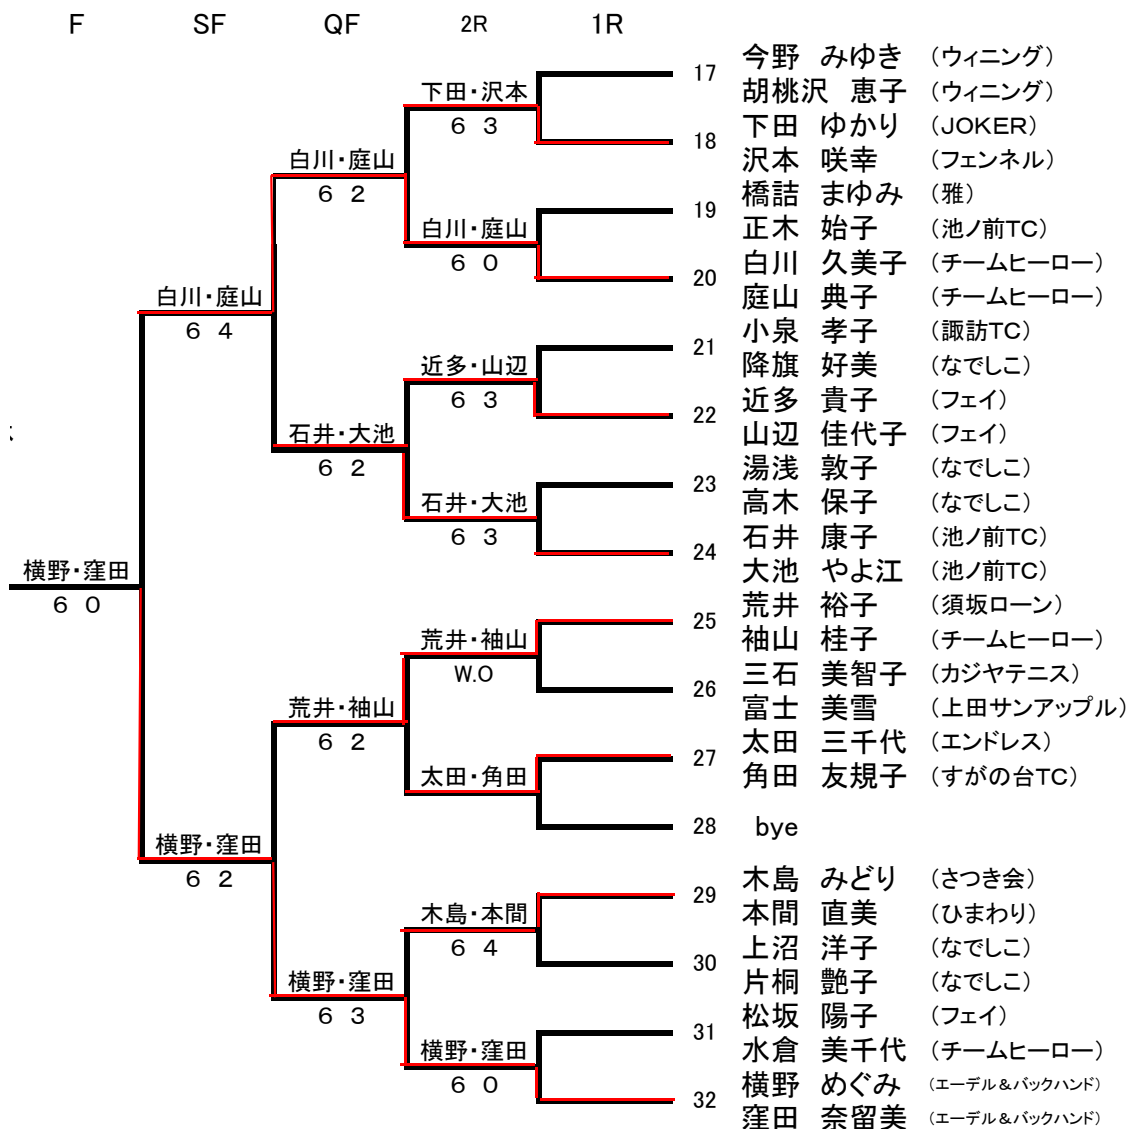 F SF QF 2R 1R
17 今野 みゆき (ウィニング)
胡桃沢 恵子 (ウィニング)
18 下田 ゆかり (JOKER)
沢本 咲幸 (フェンネル)
19 橋詰 まゆみ (雅)
正木 始子 (池ノ前TC)
20 白川 久美子 (チームヒーロー)
庭山 典子 (チームヒーロー)
21 小泉 孝子 (諏訪TC)
降旗 好美 (なでしこ)
22 近多 貴子 (フェイ)
山辺 佳代子 (フェイ)
23 湯浅 敦子 (なでしこ)
高木 保子 (なでしこ)
24 石井 康子 (池ノ前TC)
大池 やよ江 (池ノ前TC)
25 荒井 裕子 (須坂ローン)
袖山 桂子 (チームヒーロー)
26 三石 美智子 (カジヤテニス)
富士 美雪 (上田サンアップル)
27 太田 三千代 (エンドレス)
角田 友規子 (すがの台TC)
28 bye
29 木島 みどり (さつき会)
本間 直美 (ひまわり)
30 上沼 洋子 (なでしこ)
片桐 艶子 (なでしこ)
31 松坂 陽子 (フェイ)
水倉 美千代 (チームヒーロー)
32 横野 めぐみ (エーデル&バックハンド)
窪田 奈留美 (エーデル&バックハンド)
下田・沢本
6 3
白川・庭山
6 0
近多・山辺
6 3
石井・大池
6 3
荒井・袖山
W.O
太田・角田
木島・本間
6 4
横野・窪田
6 0
白川・庭山
6 2
石井・大池
6 2
荒井・袖山
6 2
横野・窪田
6 3
白川・庭山
6 4
横野・窪田
6 2
横野・窪田
6 0